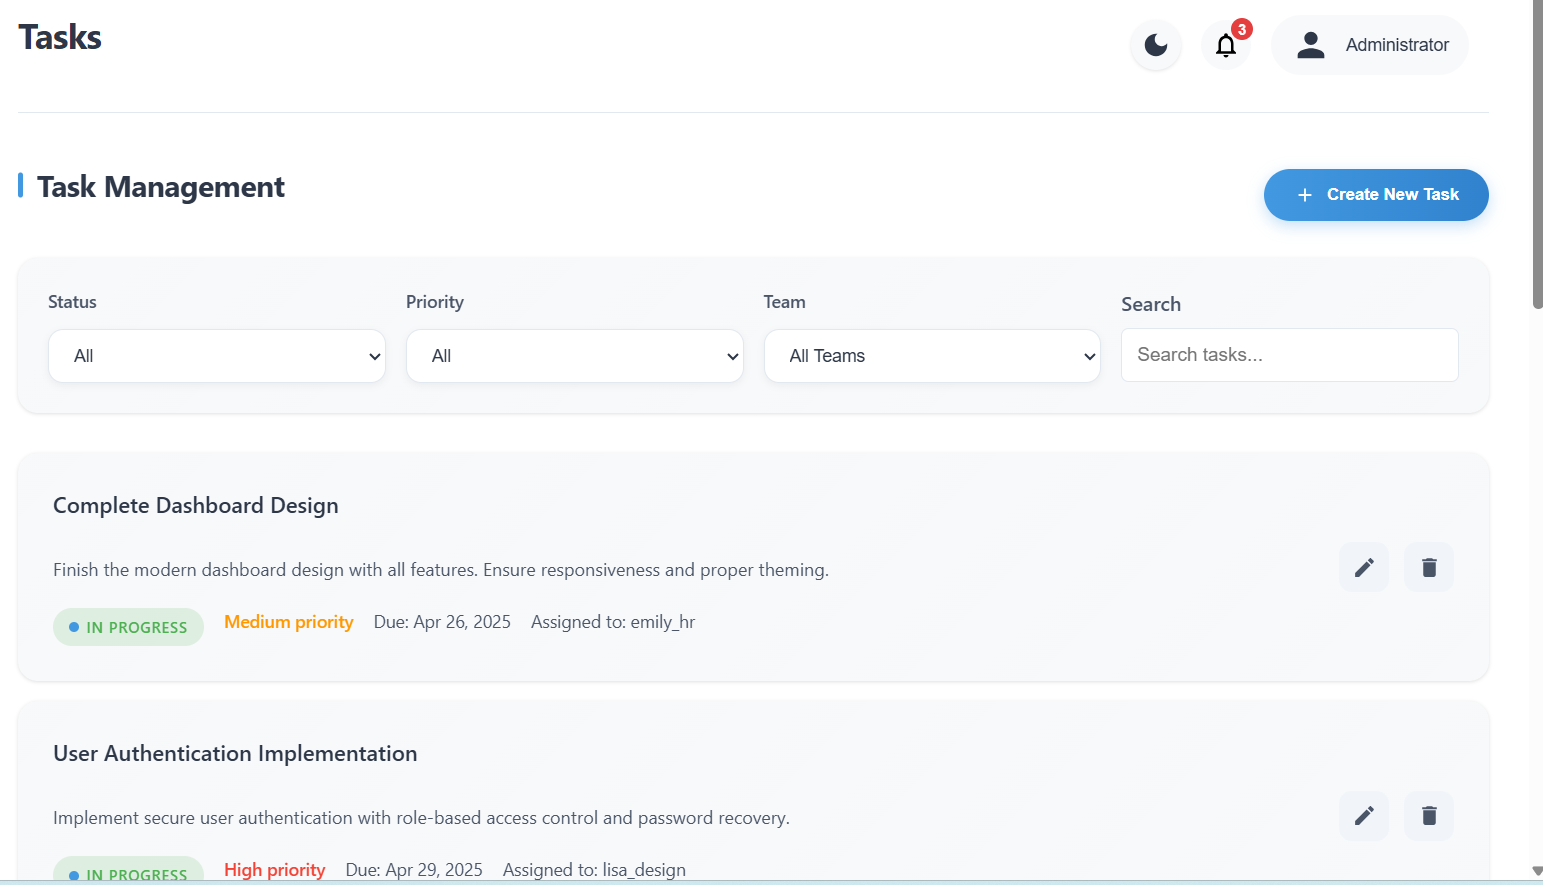 Tasks
3
Administrator
Task Management
Create New Task
Status
Priority
Team
Search
All
All
All Teams
Search tasks...
Complete Dashboard Design
Finish the modern dashboard design with all features. Ensure responsiveness and proper theming.
IN PROGRESS Medium priority Due: Apr 26, 2025 Assigned to: emily_hr
User Authentication Implementation
Implement secure user authentication with role-based access control and password recovery.
IN PROGRESS High priority Due: Apr 29, 2025 Assigned to: lisa_design